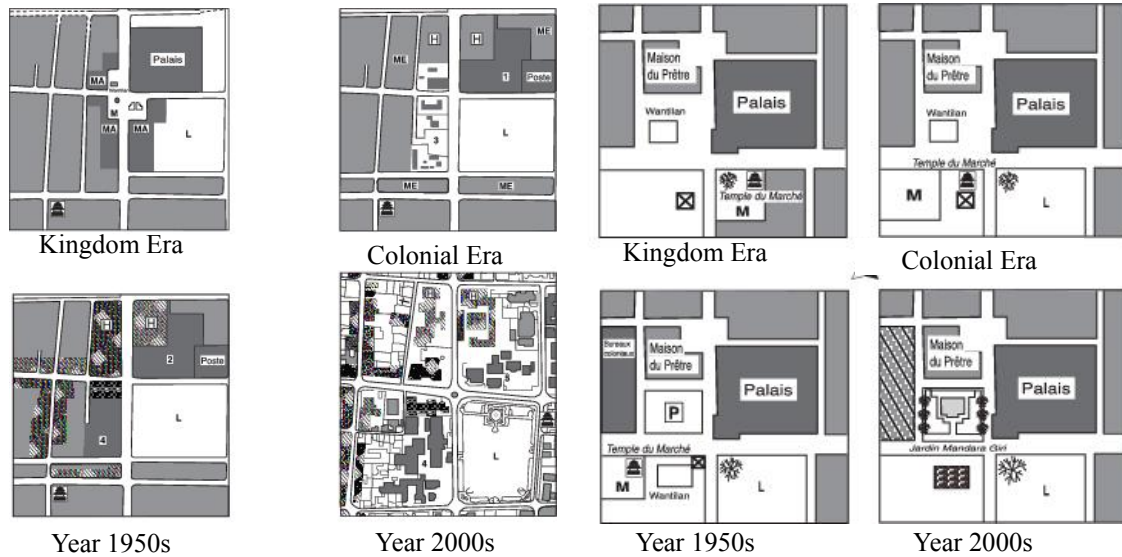 Palais
MA
M
MA
MA
L
Kingdom Era
ME
H
H
ME
1
Poste
3
L
ME
ME
Colonial Era
Maison
du Prêtre
Palais
Wantilan
Temple du Marché
M
Kingdom Era
Maison
du Prêtre
Palais
Wantilan
Temple du Marché
M
L
Colonial Era
H
H
2
Poste
4
L
Year 1950s
H
H
H
4
L
Year 2000s
Bureaux
coloniaux
Maison
du Prêtre
Palais
P
Temple du Marché
M
Wantilan
L
Year 1950s
Maison
du Prêtre
Palais
Jardin Mandara Giri
L
Year 2000s